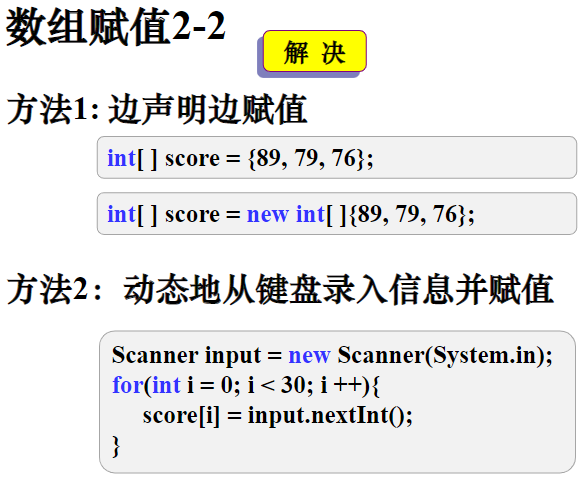 数组赋值2-2
解 决
方法1: 边声明边赋值
int[ ] score = {89, 79, 76};
int[ ] score = new int[ ]{89, 79, 76};
方法2：动态地从键盘录入信息并赋值
Scanner input = new Scanner(System.in);
for(int i = 0; i < 30; i ++){
score[i] = input.nextInt();
}